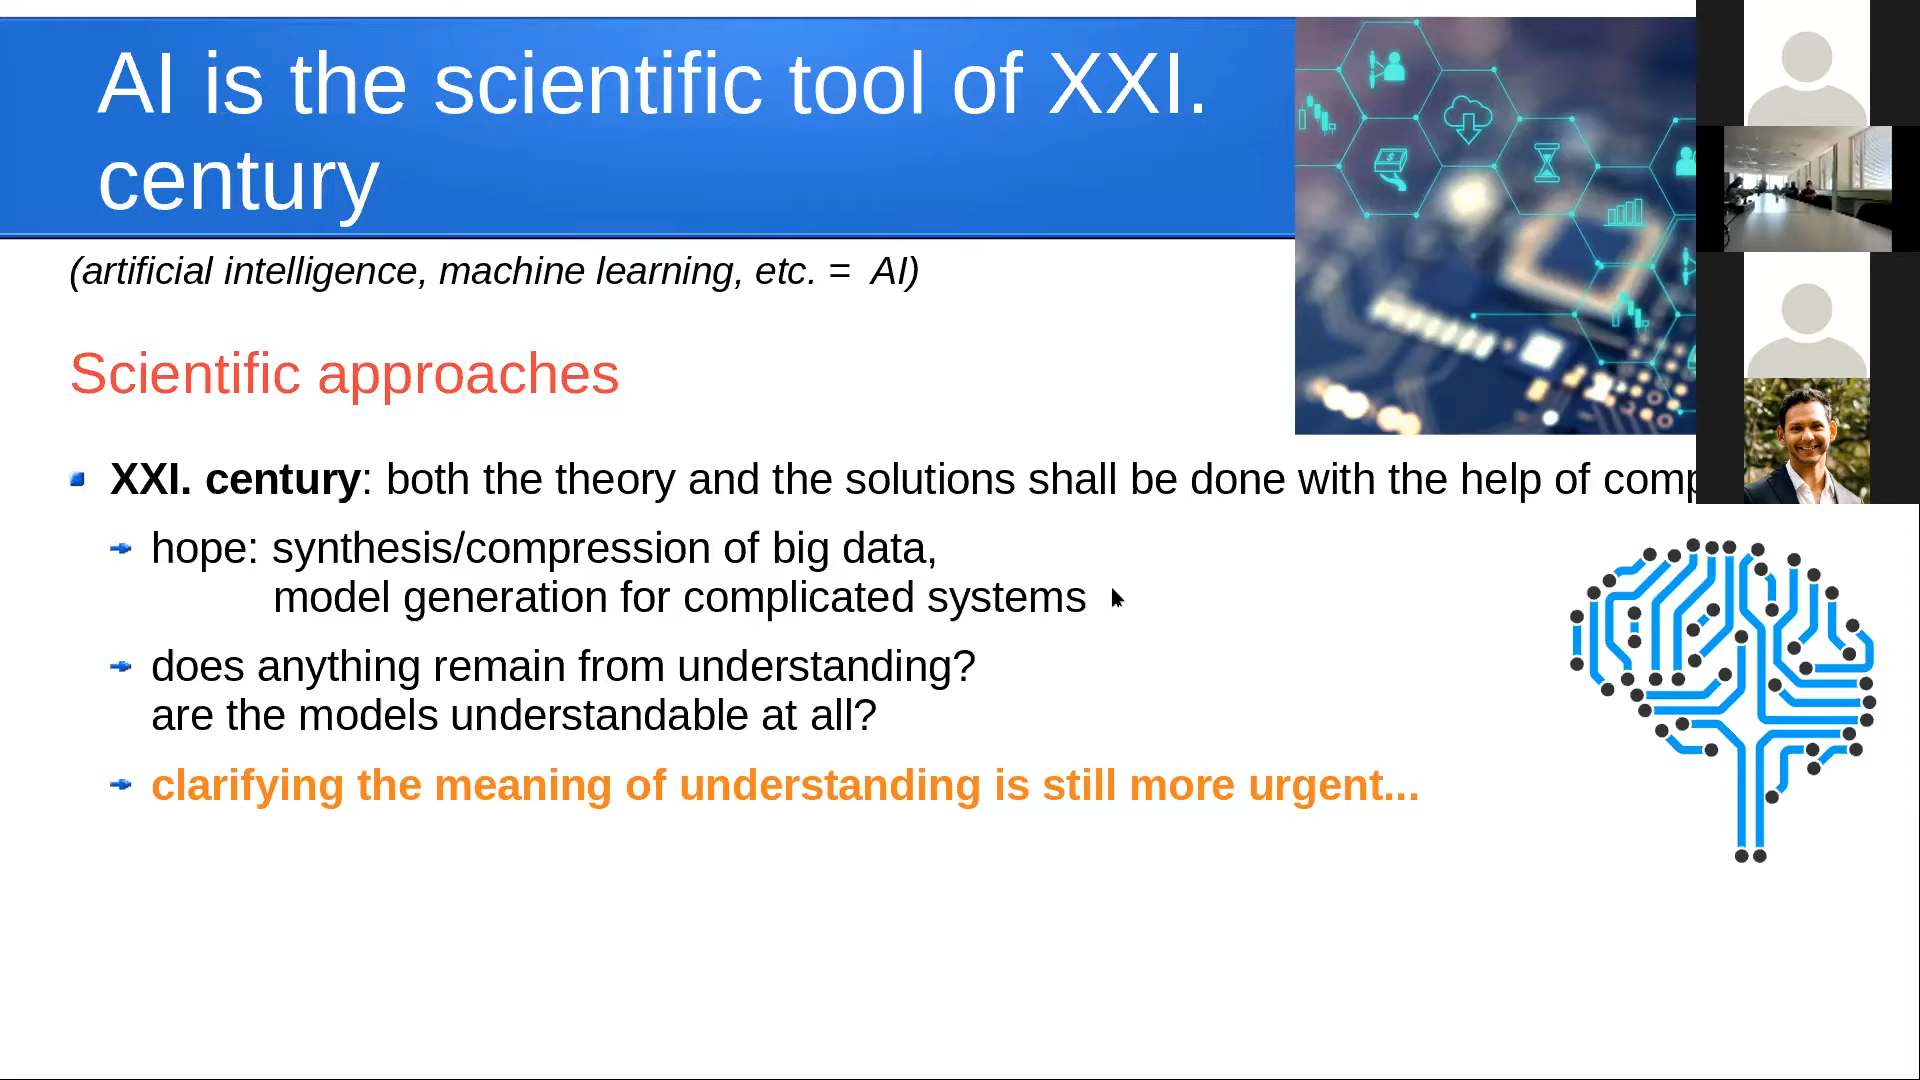 AI is the scientific tool of XXI.
century
(artificial intelligence, machine learning, etc. = AI)
Scientific approaches
XXI. century: both the theory and the solutions shall be done with the help of
hope: synthesis/compression of big data,
model generation for complicated systems
does anything remain from understanding?
are the models understandable at all?
clarifying the meaning of understanding is still more urgent...